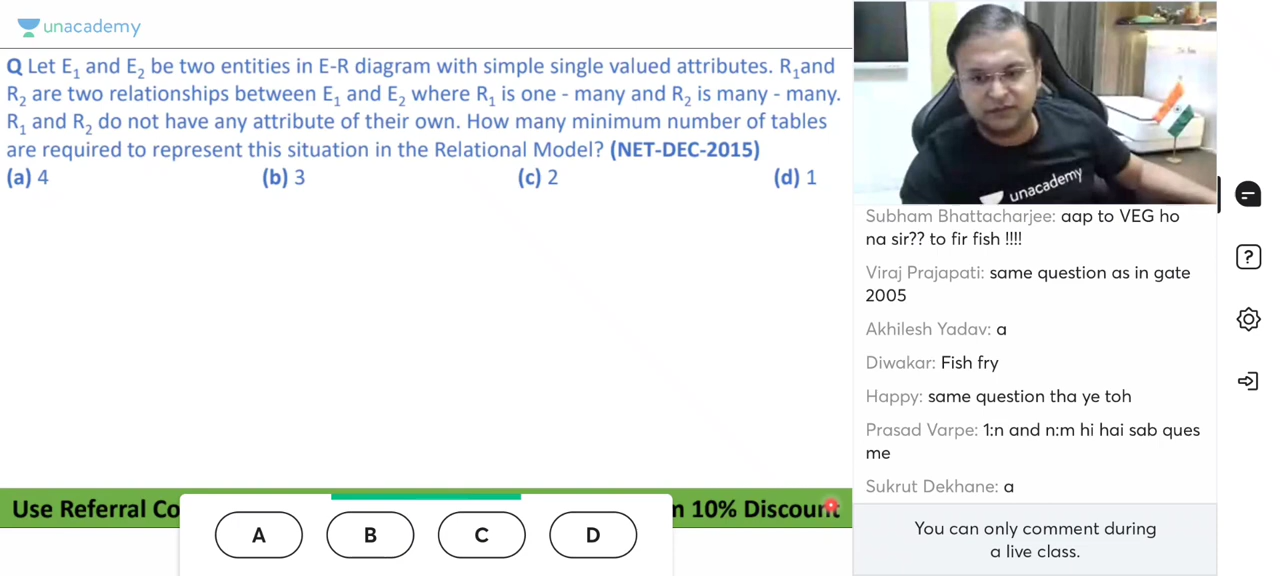 unacademy
Q Let E₁ and E₂ be two entities in E-R diagram with simple single valued attributes. R₁and
R₂ are two relationships between E₁ and E₂ where R₁ is one - many and R₂ is many - many.
R₁ and R₂ do not have any attribute of their own. How many minimum number of tables
are required to represent this situation in the Relational Model? (NET-DEC-2015)
(a) 4 (b) 3 (c) 2 (d) 1
Use Referral Co
10% Discount
A B C D
unacademy
Subham Bhattacharjee: aap to VEG ho
na sir?? to fir fish !!!!
Viraj Prajapati: same question as in gate
2005
Akhilesh Yadav: a
Diwakar: Fish fry
Happy: same question tha ye toh
Prasad Varpe: 1:n and n:m hi hai sab ques
me
Sukrut Dekhane: a
You can only comment during
a live class.
?